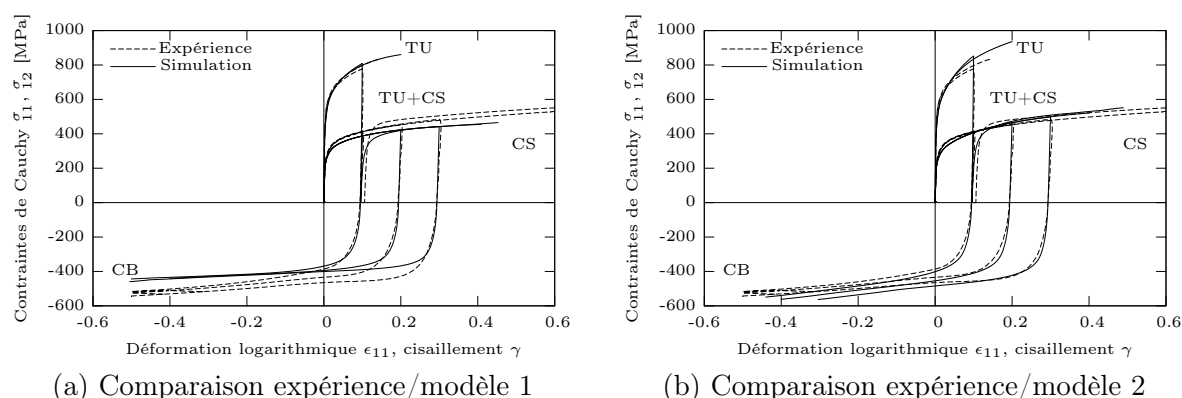 Contraintes de Cauchy σ11, σ12 [MPa]
1000
800
600
400
200
0
-200
-400
-600
-0.6
-0.4
-0.2
0
0.2
0.4
0.6
Expérience
Simulation
TU
TU+CS
CS
CB
Déformation logarithmique ϵ11, cisaillement γ
(a) Comparaison expérience/modèle 1
Contraintes de Cauchy σ11, σ12 [MPa]
1000
800
600
400
200
0
-200
-400
-600
-0.6
-0.4
-0.2
0
0.2
0.4
0.6
Expérience
Simulation
TU
TU+CS
CS
CB
Déformation logarithmique ϵ11, cisaillement γ
(b) Comparaison expérience/modèle 2